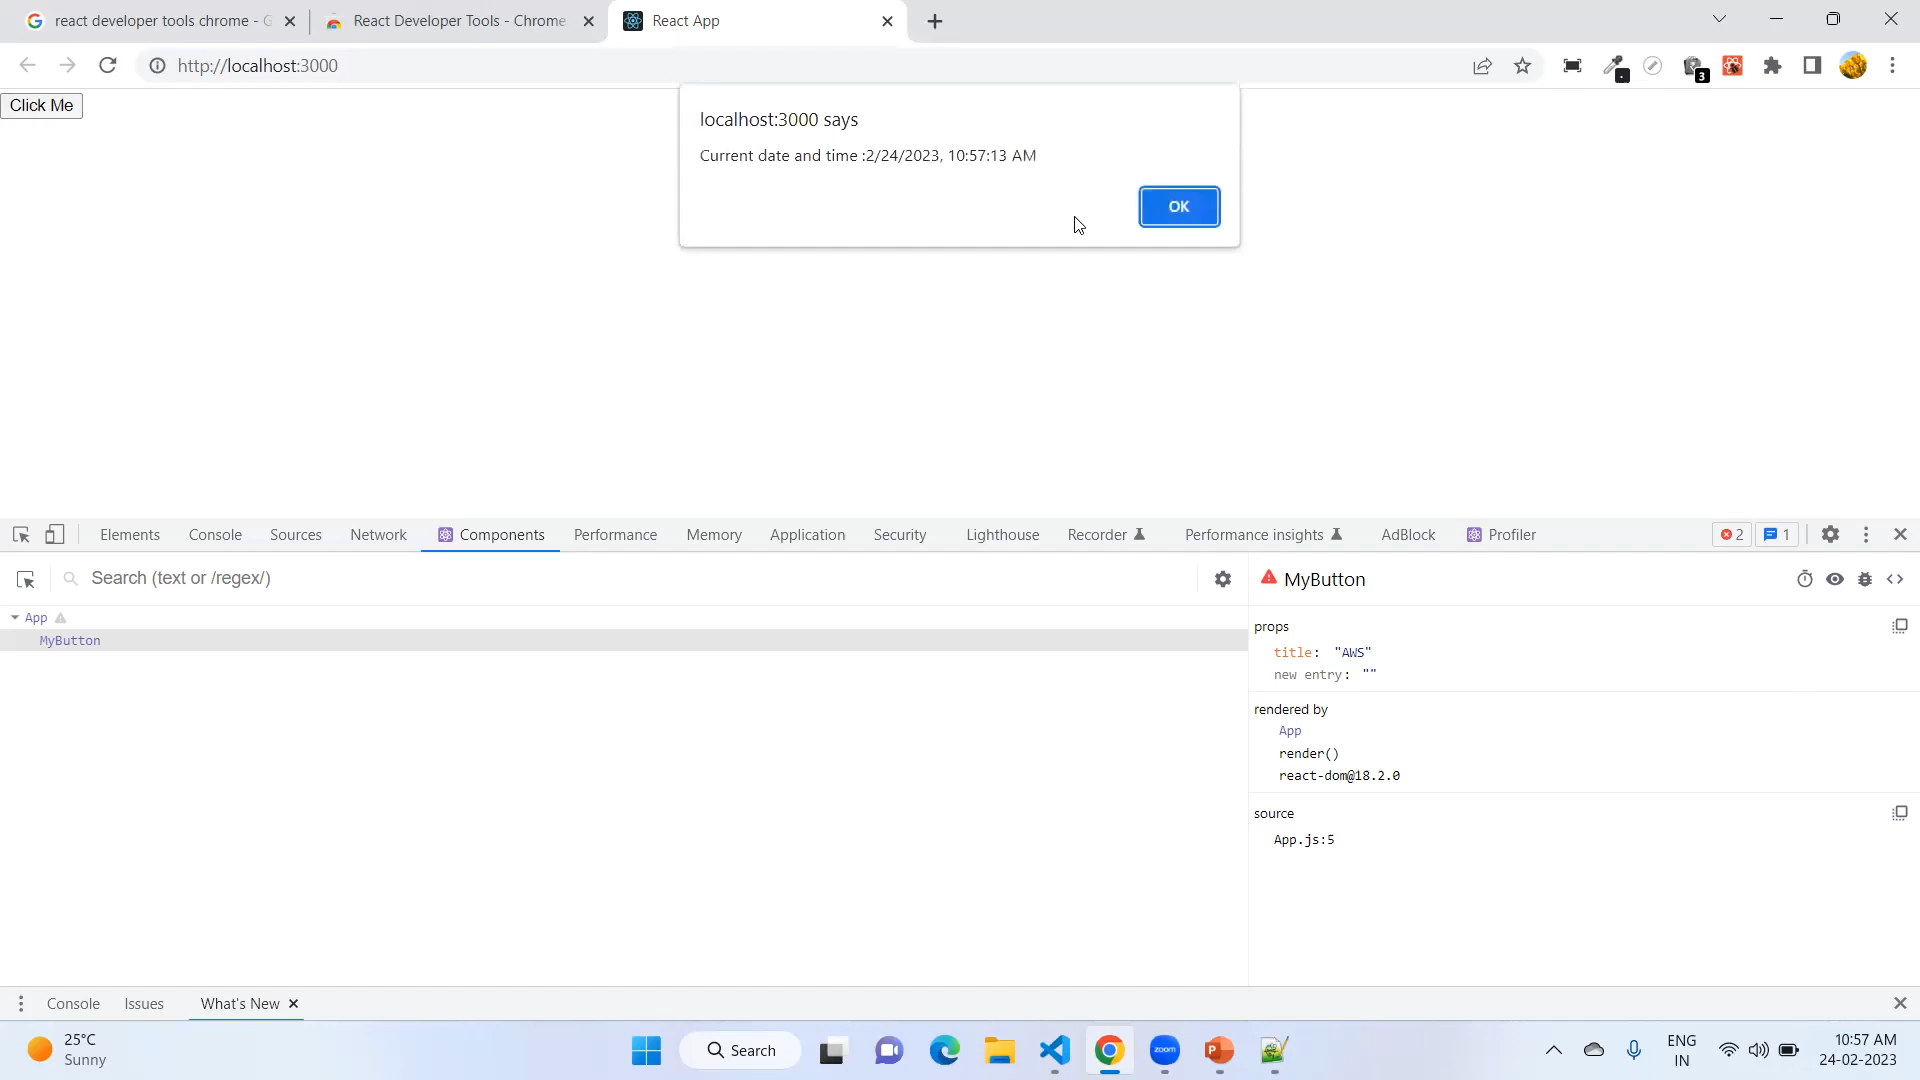 react developer tools chrome - G
React Developer Tools - Chrome
React App
http://localhost:3000
3
Click Me
localhost:3000 says
Current date and time :2/24/2023, 10:57:13 AM
OK
Elements Console Sources Network Components Performance Memory Application Security Lighthouse Recorder Performance insights AdBlock Profiler 2 1
Search (text or /regex/)
App
MyButton
MyButton
props
title: "AWS"
new entry: ""
rendered by
App
render()
react-dom@18.2.0
source
App.js:5
Console Issues What's New
25°C
Sunny
Search
zoom
P
ENG
IN
10:57 AM
24-02-2023